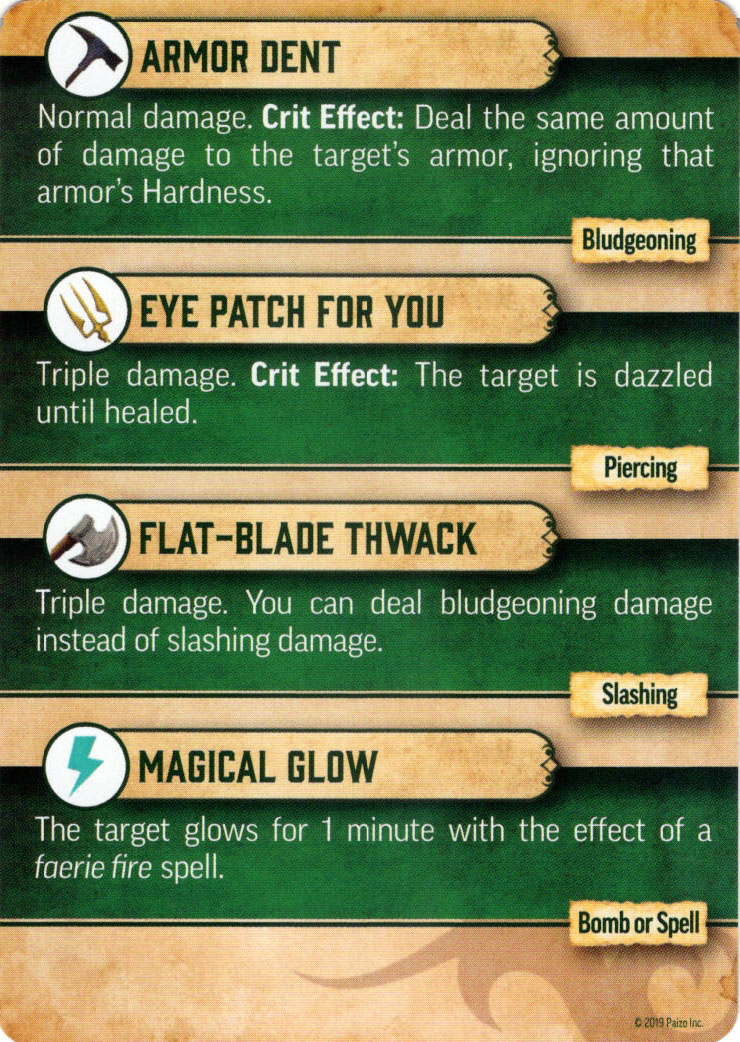 ARMOR DENT
Normal damage. Crit Effect: Deal the same amount
of damage to the target's armor, ignoring that
armor's Hardness.
Bludgeoning
EYE PATCH FOR YOU
Triple damage. Crit Effect: The target is dazzled
until healed.
Piercing
FLAT-BLADE THWACK
Triple damage. You can deal bludgeoning damage
instead of slashing damage.
Slashing
MAGICAL GLOW
The target glows for 1 minute with the effect of a
faerie fire spell.
Bomb or Spell
© 2019 Paizo Inc.